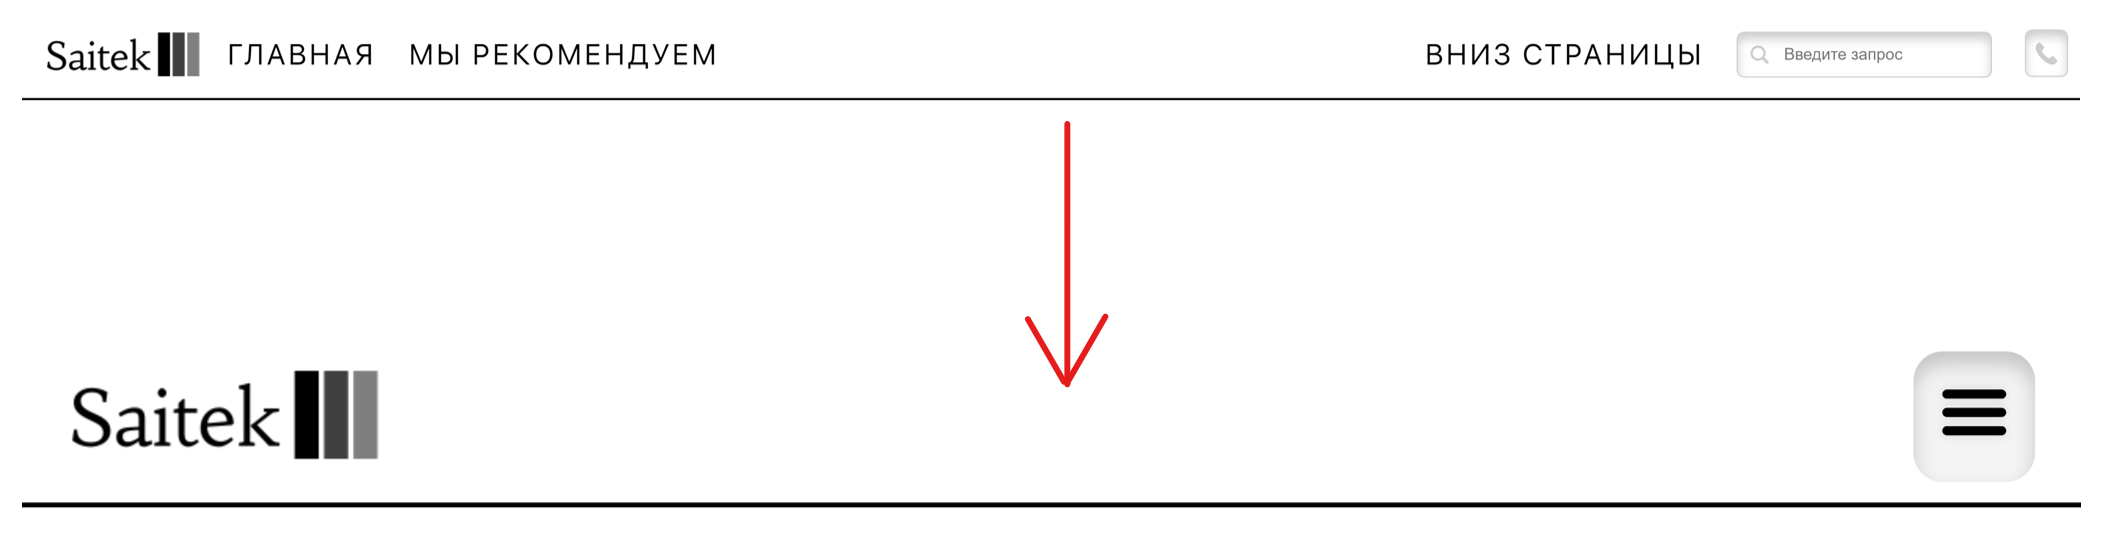 Saitek ГЛАВНАЯ МЫ РЕКОМЕНДУЕМ ВНИЗ СТРАНИЦЫ Введите запрос
Saitek